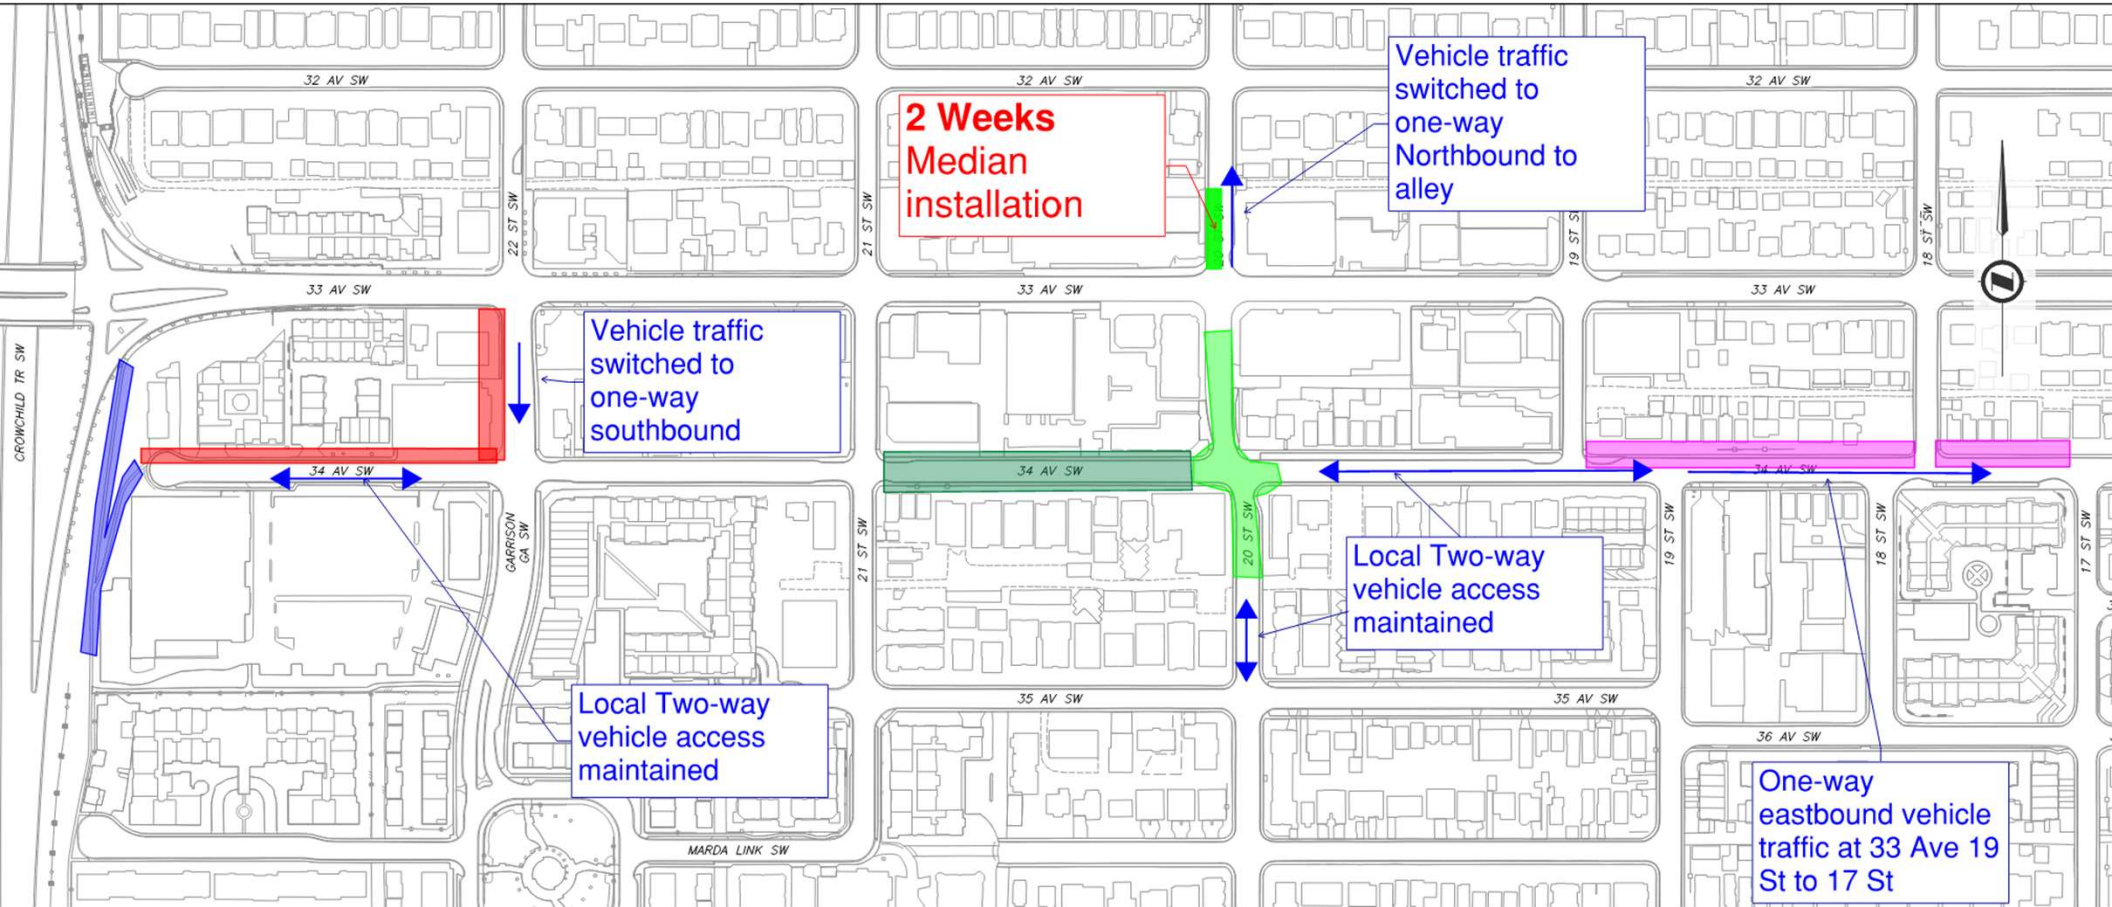 32 AV SW
32 AV SW
32 AV SW
2 Weeks
Median
installation
Vehicle traffic
switched to
one-way
Northbound to
alley
22 ST SW
21 ST SW
19 ST S
18 ST SW
33 AV SW
33 AV SW
33 AV SW
CROWCHILD TR SW
Vehicle traffic
switched to
one-way
southbound
34 AV SW
34 AV SW
34 AV SW
GARRISON
GA SW
21 ST SW
20 ST SW
19 ST SW
18 ST SW
17 ST SW
Local Two-way
vehicle access
maintained
Local Two-way
vehicle access
maintained
35 AV SW
35 AV SW
36 AV SW
One-way
eastbound vehicle
traffic at 33 Ave 19
St to 17 St
MARDA LINK SW